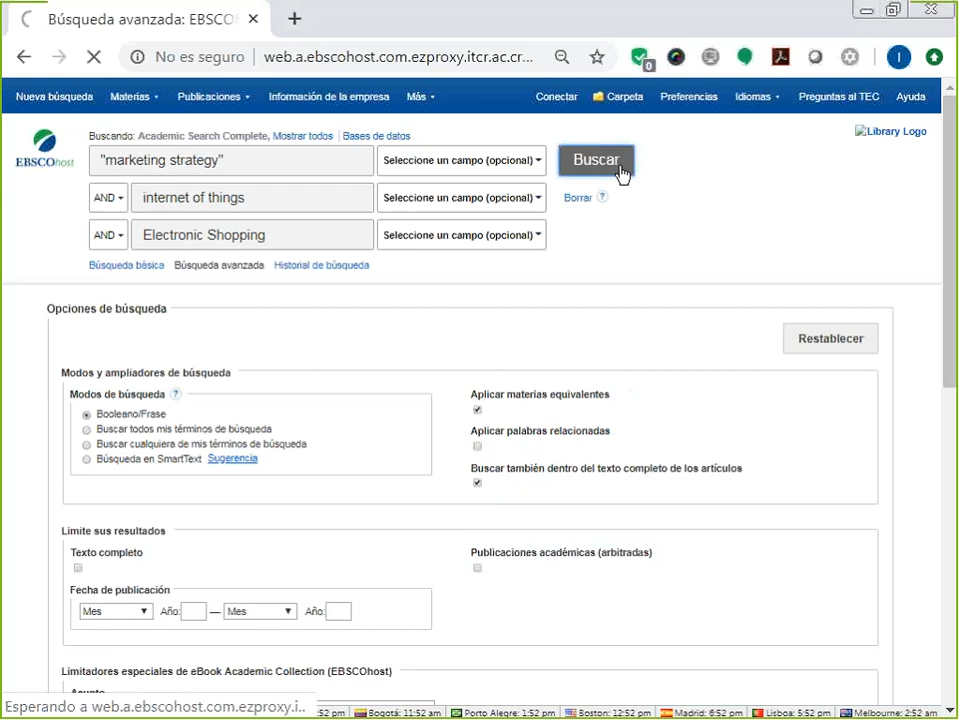 Búsqueda avanzada: EBSCO
No es seguro web.a.ebscohost.com.ezproxy.itcr.ac.cr...
0
I
Nueva búsqueda Materias Publicaciones Información de la empresa Más Conectar Carpeta Preferencias Idiomas Preguntas al TEC Ayuda
Buscando: Academic Search Complete, Mostrar todos | Bases de datos
Library Logo
EBSCOhost
"marketing strategy" Seleccione un campo (opcional) Buscar
AND internet of things Seleccione un campo (opcional) Borrar ?
AND Electronic Shopping Seleccione un campo (opcional)
Búsqueda básica Búsqueda avanzada Historial de búsqueda
Opciones de búsqueda
Restablecer
Modos y ampliadores de búsqueda
Modos de búsqueda ?
Booleano/Frase
Buscar todos mis términos de búsqueda
Buscar cualquiera de mis términos de búsqueda
Búsqueda en SmartText Sugerencia
Aplicar materias equivalentes
Aplicar palabras relacionadas
Buscar también dentro del texto completo de los artículos
Limite sus resultados
Texto completo
Publicaciones académicas (arbitradas)
Fecha de publicación
Mes Año: — Mes Año:
Limitadores especiales de eBook Academic Collection (EBSCOhost)
Asunto
Esperando a web.a.ebscohost.com.ezproxy.i...
:52 pm Bogotá: 11:52 am Porto Alegre: 1:52 pm Boston: 12:52 pm Madrid: 6:52 pm Lisboa: 5:52 pm Melbourne: 2:52 am